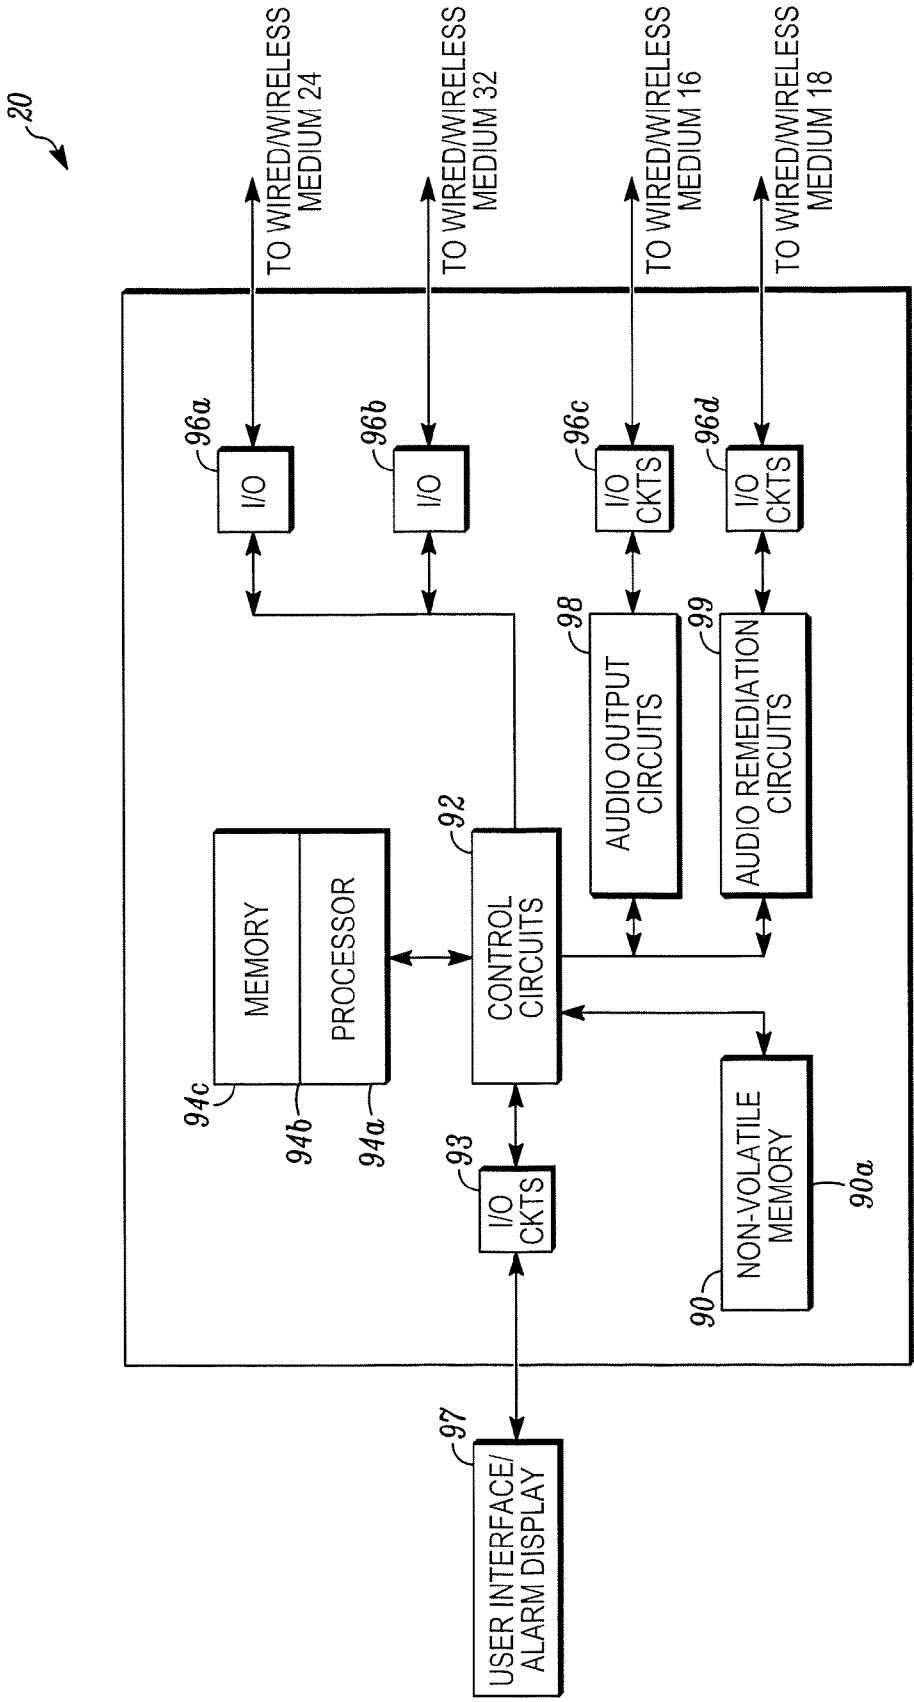 20
TO WIRED/WIRELESS
MEDIUM 24
TO WIRED/WIRELESS
MEDIUM 32
TO WIRED/WIRELESS
MEDIUM 16
TO WIRED/WIRELESS
MEDIUM 18
96a
I/O
96b
I/O
96c
I/O
CKTS
96d
I/O
CKTS
98
AUDIO OUTPUT
CIRCUITS
99
AUDIO REMEDIATION
CIRCUITS
92
CONTROL
CIRCUITS
MEMORY
PROCESSOR
94c
94b
94a
93
I/O
CKTS
90
NON-VOLATILE
MEMORY
90a
97
USER INTERFACE/
ALARM DISPLAY